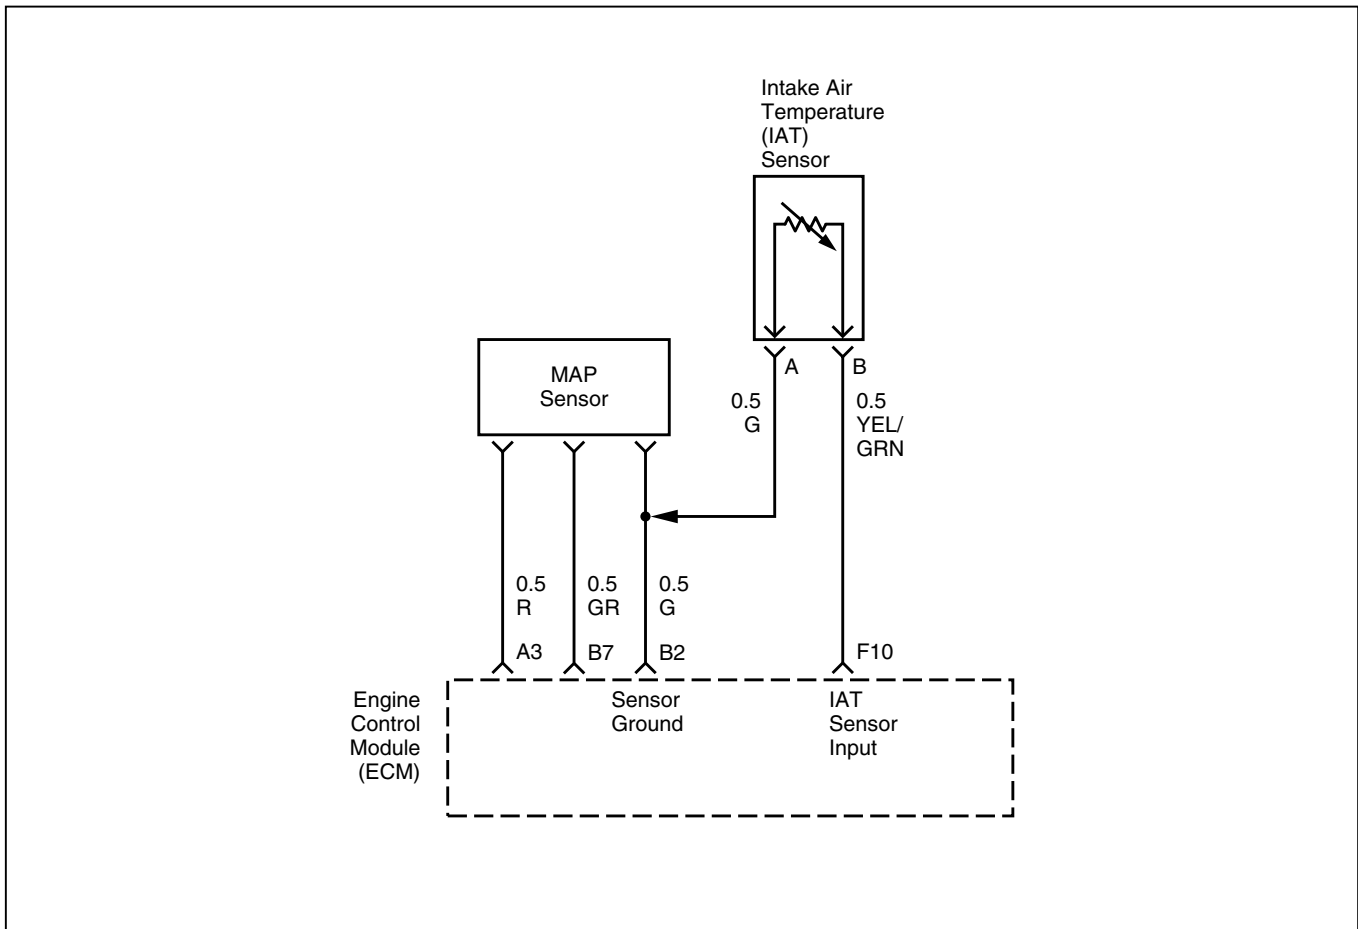 Intake Air
Temperature
(IAT)
Sensor
MAP
Sensor
A
B
0.5
G
0.5
YEL/
GRN
0.5
R
0.5
GR
0.5
G
A3
B7
B2
F10
Engine
Control
Module
(ECM)
Sensor
Ground
IAT
Sensor
Input